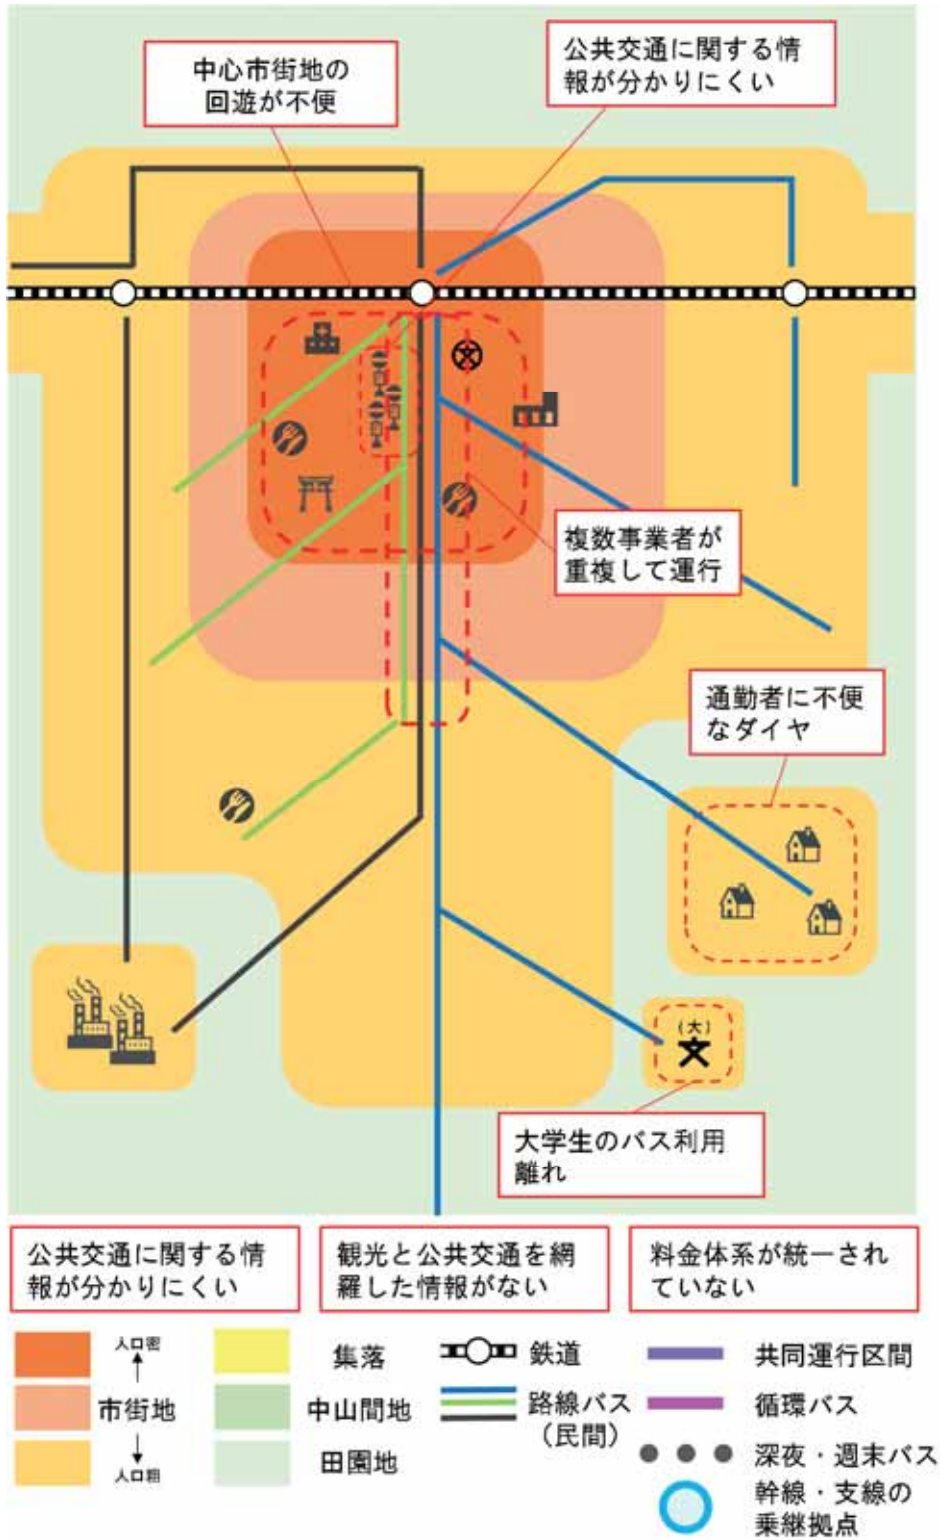 中心市街地の
回遊が不便
公共交通に関する情
報が分かりにくい
複数事業者が
重複して運行
通勤者に不便
なダイヤ
(大)
文
大学生のバス利用
離れ
公共交通に関する情
報が分かりにくい
観光と公共交通を網
羅した情報がない
料金体系が統一され
ていない
人口密
市街地
人口粗
集落
中山間地
田園地
鉄道
路線バス
(民間)
共同運行区間
循環バス
深夜・週末バス
幹線・支線の
乗継拠点